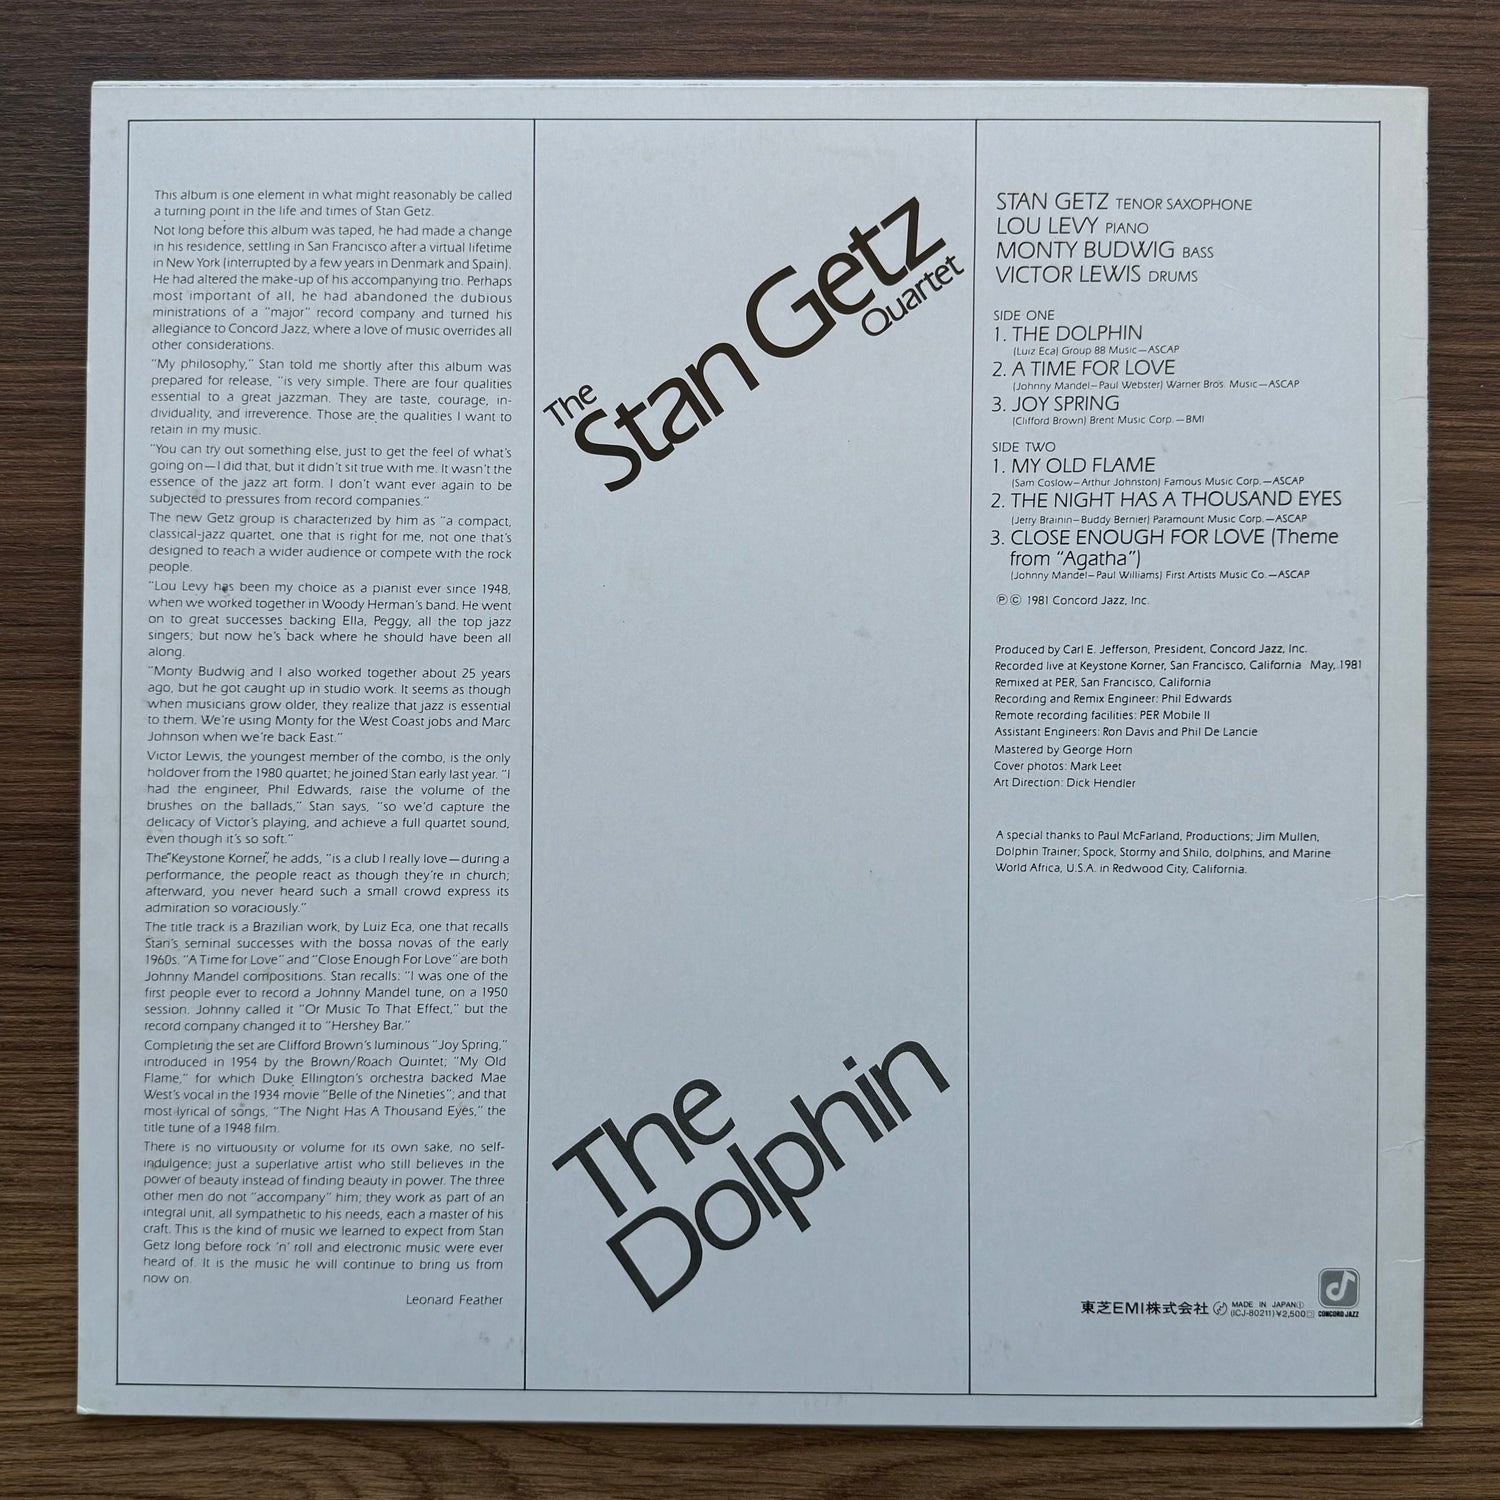 This album is one element in what might reasonably be called
a turning point in the life and times of Stan Getz.
Not long before this album was taped, he had made a change
in his residence, settling in San Francisco after a virtual lifetime
in New York (interrupted by a few years in Denmark and Spain).
He had altered the make-up of his accompanying trio. Perhaps
most important of all, he had abandoned the dubious
ministrations of a "major" record company and turned his
allegiance to Concord Jazz, where a love of music overrides all
other considerations.
"My philosophy," Stan told me shortly after this album was
prepared for release, "is very simple. There are four qualities
essential to a great jazzman. They are taste, courage, in-
dividuality, and irreverence. Those are the qualities I want to
retain in my music.
"You can try out something else, just to get the feel of what's
going on—I did that, but it didn't sit true with me. It wasn't the
essence of the jazz art form. I don't want ever again to be
subjected to pressures from record companies."
The new Getz group is characterized by him as "a compact,
classical-jazz quartet, one that is right for me, not one that's
designed to reach a wider audience or compete with the rock
people.
"Lou Levy has been my choice as a pianist ever since 1948,
when we worked together in Woody Herman's band. He went
on to great successes backing Ella, Peggy, all the top jazz
singers; but now he's back where he should have been all
along.
"Monty Budwig and I also worked together about 25 years
ago, but he got caught up in studio work. It seems as though
when musicians grow older, they realize that jazz is essential
to them. We're using Monty for the West Coast jobs and Marc
Johnson when we're back East."
Victor Lewis, the youngest member of the combo, is the only
holdover from the 1980 quartet; he joined Stan early last year. "I
had the engineer, Phil Edwards, raise the volume of the
brushes on the ballads," Stan says, "so we'd capture the
delicacy of Victor's playing, and achieve a full quartet sound,
even though it's so soft."
The "Keystone Korner," he adds, "is a club I really love—during a
performance, the people react as though they're in church;
afterward, you never heard such a small crowd express its
admiration so voraciously."
The title track is a Brazilian work, by Luiz Eca, one that recalls
Stan's seminal successes with the bossa novas of the early
1960s. "A Time for Love" and "Close Enough For Love" are both
Johnny Mandel compositions. Stan recalls: "I was one of the
first people ever to record a Johnny Mandel tune, on a 1950
session. Johnny called it "Or Music To That Effect," but the
record company changed it to "Hershey Bar."
Completing the set are Clifford Brown's luminous "Joy Spring,"
introduced in 1954 by the Brown/Roach Quintet; "My Old
Flame," for which Duke Ellington's orchestra backed Mae
West's vocal in the 1934 movie "Belle of the Nineties"; and that
most lyrical of songs, "The Night Has A Thousand Eyes," the
title tune of a 1948 film.
There is no virtuousity or volume for its own sake, no self-
indulgence; just a superlative artist who still believes in the
power of beauty instead of finding beauty in power. The three
other men do not "accompany" him; they work as part of an
integral unit, all sympathetic to his needs, each a master of his
craft. This is the kind of music we learned to expect from Stan
Getz long before rock 'n' roll and electronic music were ever
heard of. It is the music he will continue to bring us from
now on.
Leonard Feather
The
Stan Getz
Quartet
The
Dolphin
STAN GETZ TENOR SAXOPHONE
LOU LEVY PIANO
MONTY BUDWIG BASS
VICTOR LEWIS DRUMS
SIDE ONE
1. THE DOLPHIN
(Luiz Eca) Group 88 Music—ASCAP
2. A TIME FOR LOVE
(Johnny Mandel–Paul Webster) Warner Bros. Music—ASCAP
3. JOY SPRING
(Clifford Brown) Brent Music Corp.—BMI
SIDE TWO
1. MY OLD FLAME
(Sam Coslow–Arthur Johnston) Famous Music Corp.—ASCAP
2. THE NIGHT HAS A THOUSAND EYES
(Jerry Brainin–Buddy Bernier) Paramount Music Corp.—ASCAP
3. CLOSE ENOUGH FOR LOVE (Theme
from "Agatha")
(Johnny Mandel–Paul Williams) First Artists Music Co.—ASCAP
℗ © 1981 Concord Jazz, Inc.
Produced by Carl E. Jefferson, President, Concord Jazz, Inc.
Recorded live at Keystone Korner, San Francisco, California May, 1981
Remixed at PER, San Francisco, California
Recording and Remix Engineer: Phil Edwards
Remote recording facilities: PER Mobile II
Assistant Engineers: Ron Davis and Phil De Lancie
Mastered by George Horn
Cover photos: Mark Leet
Art Direction: Dick Hendler
A special thanks to Paul McFarland, Productions; Jim Mullen,
Dolphin Trainer; Spock, Stormy and Shilo, dolphins, and Marine
World Africa, U.S.A. in Redwood City, California.
東芝EMI株式会社 MADE IN JAPAN①
(ICJ-80211)¥2,500 CONCORD JAZZ